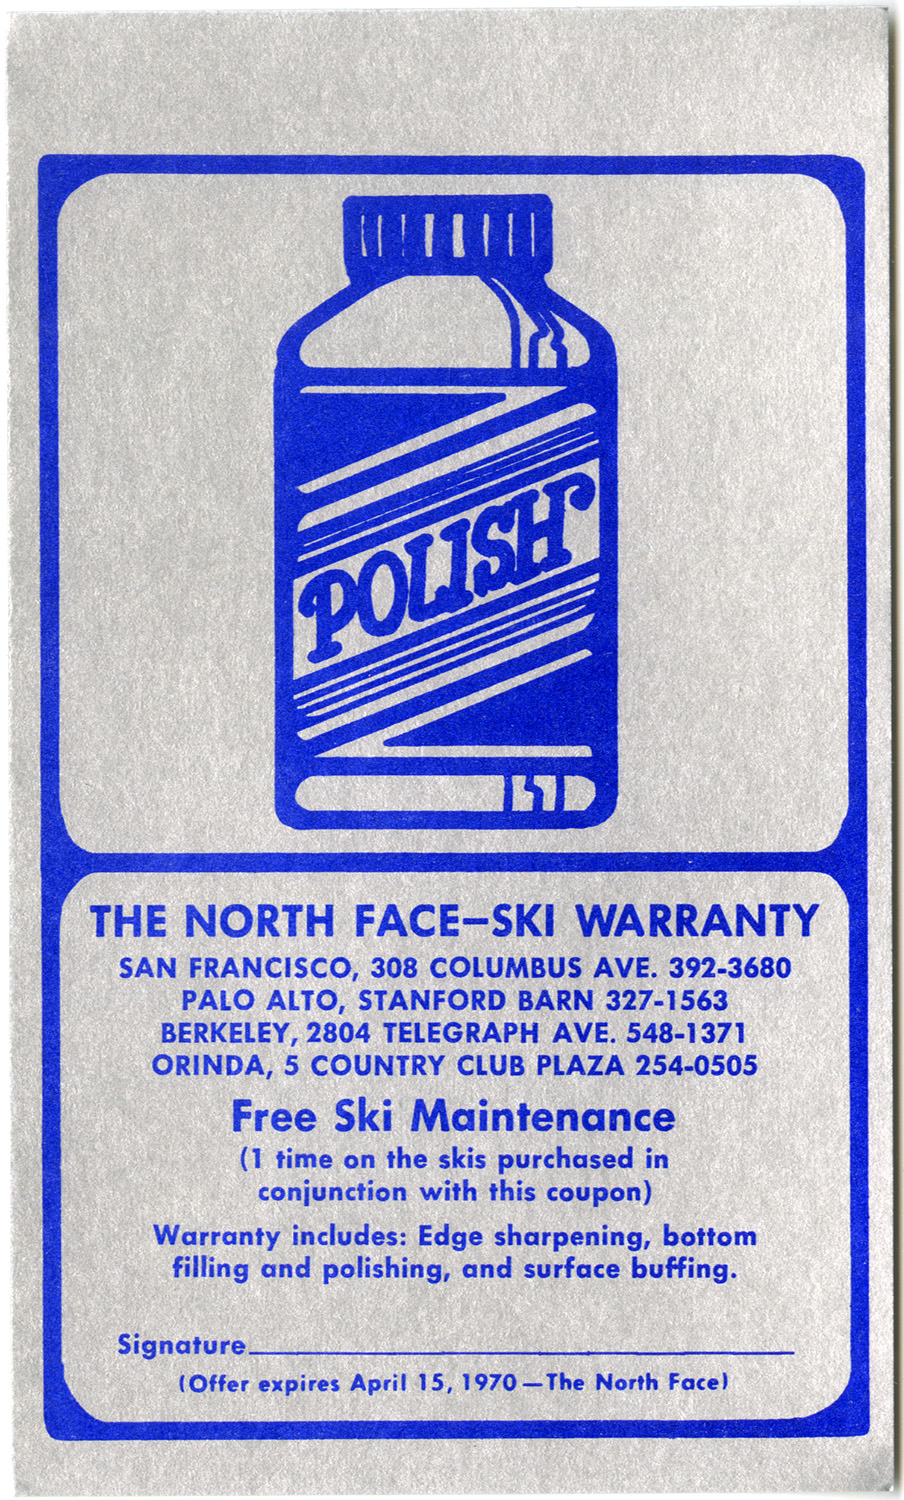 POLISH
THE NORTH FACE—SKI WARRANTY
SAN FRANCISCO, 308 COLUMBUS AVE. 392-3680
PALO ALTO, STANFORD BARN 327-1563
BERKELEY, 2804 TELEGRAPH AVE. 548-1371
ORINDA, 5 COUNTRY CLUB PLAZA 254-0505
Free Ski Maintenance
(1 time on the skis purchased in
conjunction with this coupon)
Warranty includes: Edge sharpening, bottom
filling and polishing, and surface buffing.
Signature
(Offer expires April 15, 1970—The North Face)